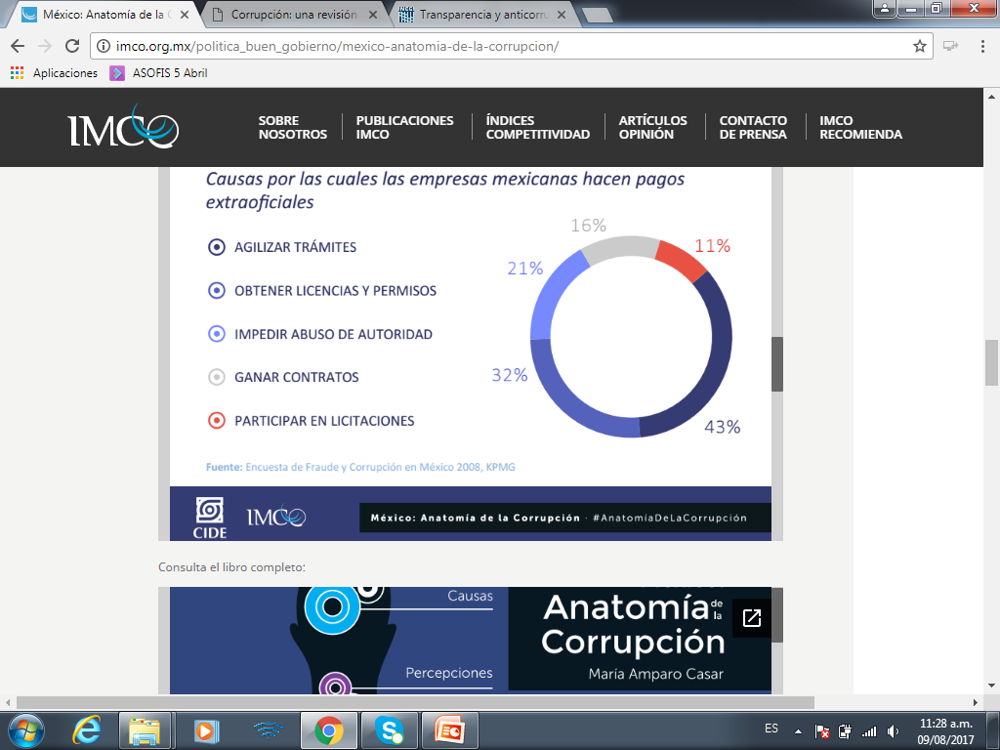 México: Anatomía de la C
Corrupción: una revisión
Transparencia y anticorru
imco.org.mx/politica_buen_gobierno/mexico-anatomia-de-la-corrupcion/
Aplicaciones
ASOFIS 5 Abril
IMCO
SOBRE
NOSOTROS
PUBLICACIONES
IMCO
ÍNDICES
COMPETITIVIDAD
ARTÍCULOS
OPINIÓN
CONTACTO
DE PRENSA
IMCO
RECOMIENDA
Causas por las cuales las empresas mexicanas hacen pagos
extraoficiales
AGILIZAR TRÁMITES
OBTENER LICENCIAS Y PERMISOS
IMPEDIR ABUSO DE AUTORIDAD
GANAR CONTRATOS
PARTICIPAR EN LICITACIONES
16%
11%
21%
32%
43%
Fuente: Encuesta de Fraude y Corrupción en México 2008, KPMG
CIDE
IMCO
México: Anatomía de la Corrupción · #AnatomiaDeLaCorrupción
Consulta el libro completo:
Causas
Percepciones
Anatomía de la
Corrupción
María Amparo Casar
ES
11:28 a.m.
09/08/2017